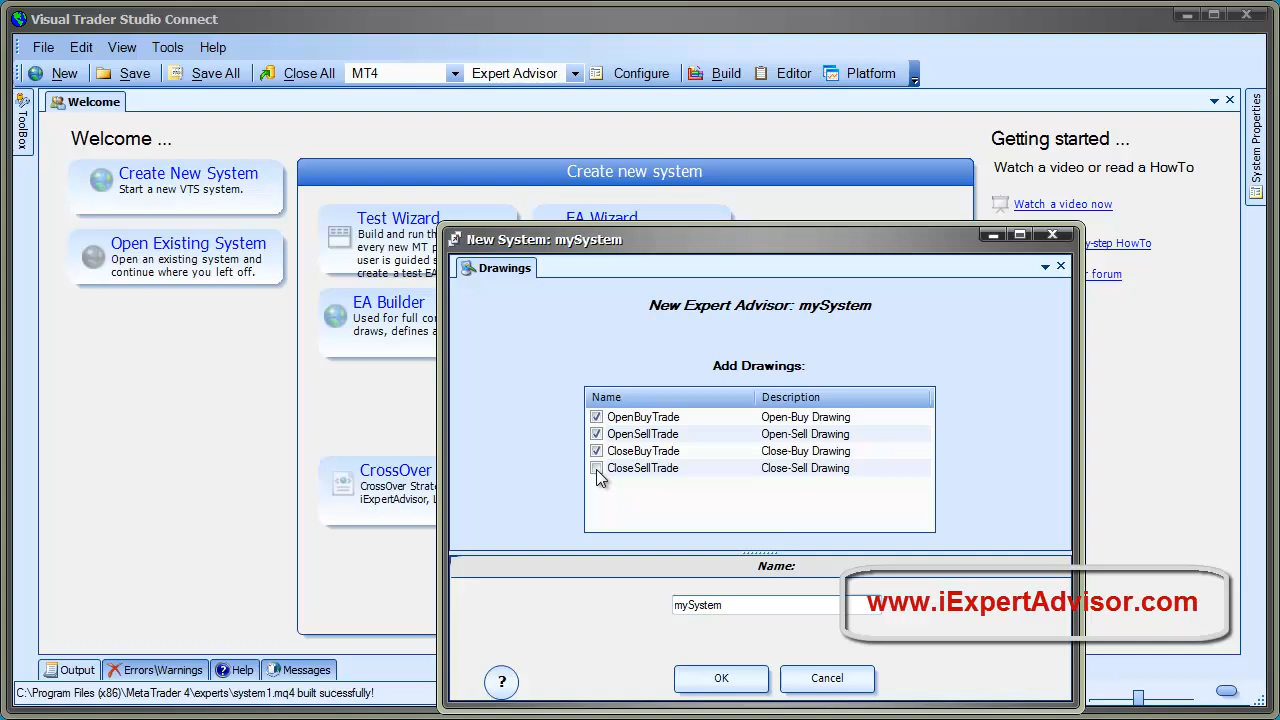 Visual Trader Studio Connect
File Edit View Tools Help
New Save Save All Close All MT4 Expert Advisor Configure Build Editor Platform
ToolBox
Welcome
System Properties
Welcome ...
Create New System
Start a new VTS system.
Open Existing System
Open an existing system and
continue where you left off.
Create new system
Test Wizard
Build and run th
every new MT p
user is guided
create a test EA
EA Wizard
EA Builder
Used for full co
draws, defines a
CrossOver
CrossOver Strate
iExpertAdvisor, L
Getting started ...
Watch a video or read a HowTo
Watch a video now
-step HowTo
r forum
New System: mySystem
Drawings
New Expert Advisor: mySystem
Add Drawings:
Name Description
OpenBuyTrade Open-Buy Drawing
OpenSellTrade Open-Sell Drawing
CloseBuyTrade Close-Buy Drawing
CloseSellTrade Close-Sell Drawing
Name:
mySystem
www.iExpertAdvisor.com
? OK Cancel
Output Errors/Warnings Help Messages
C:\Program Files (x86)\MetaTrader 4\experts\system1.mq4 built sucessfully!